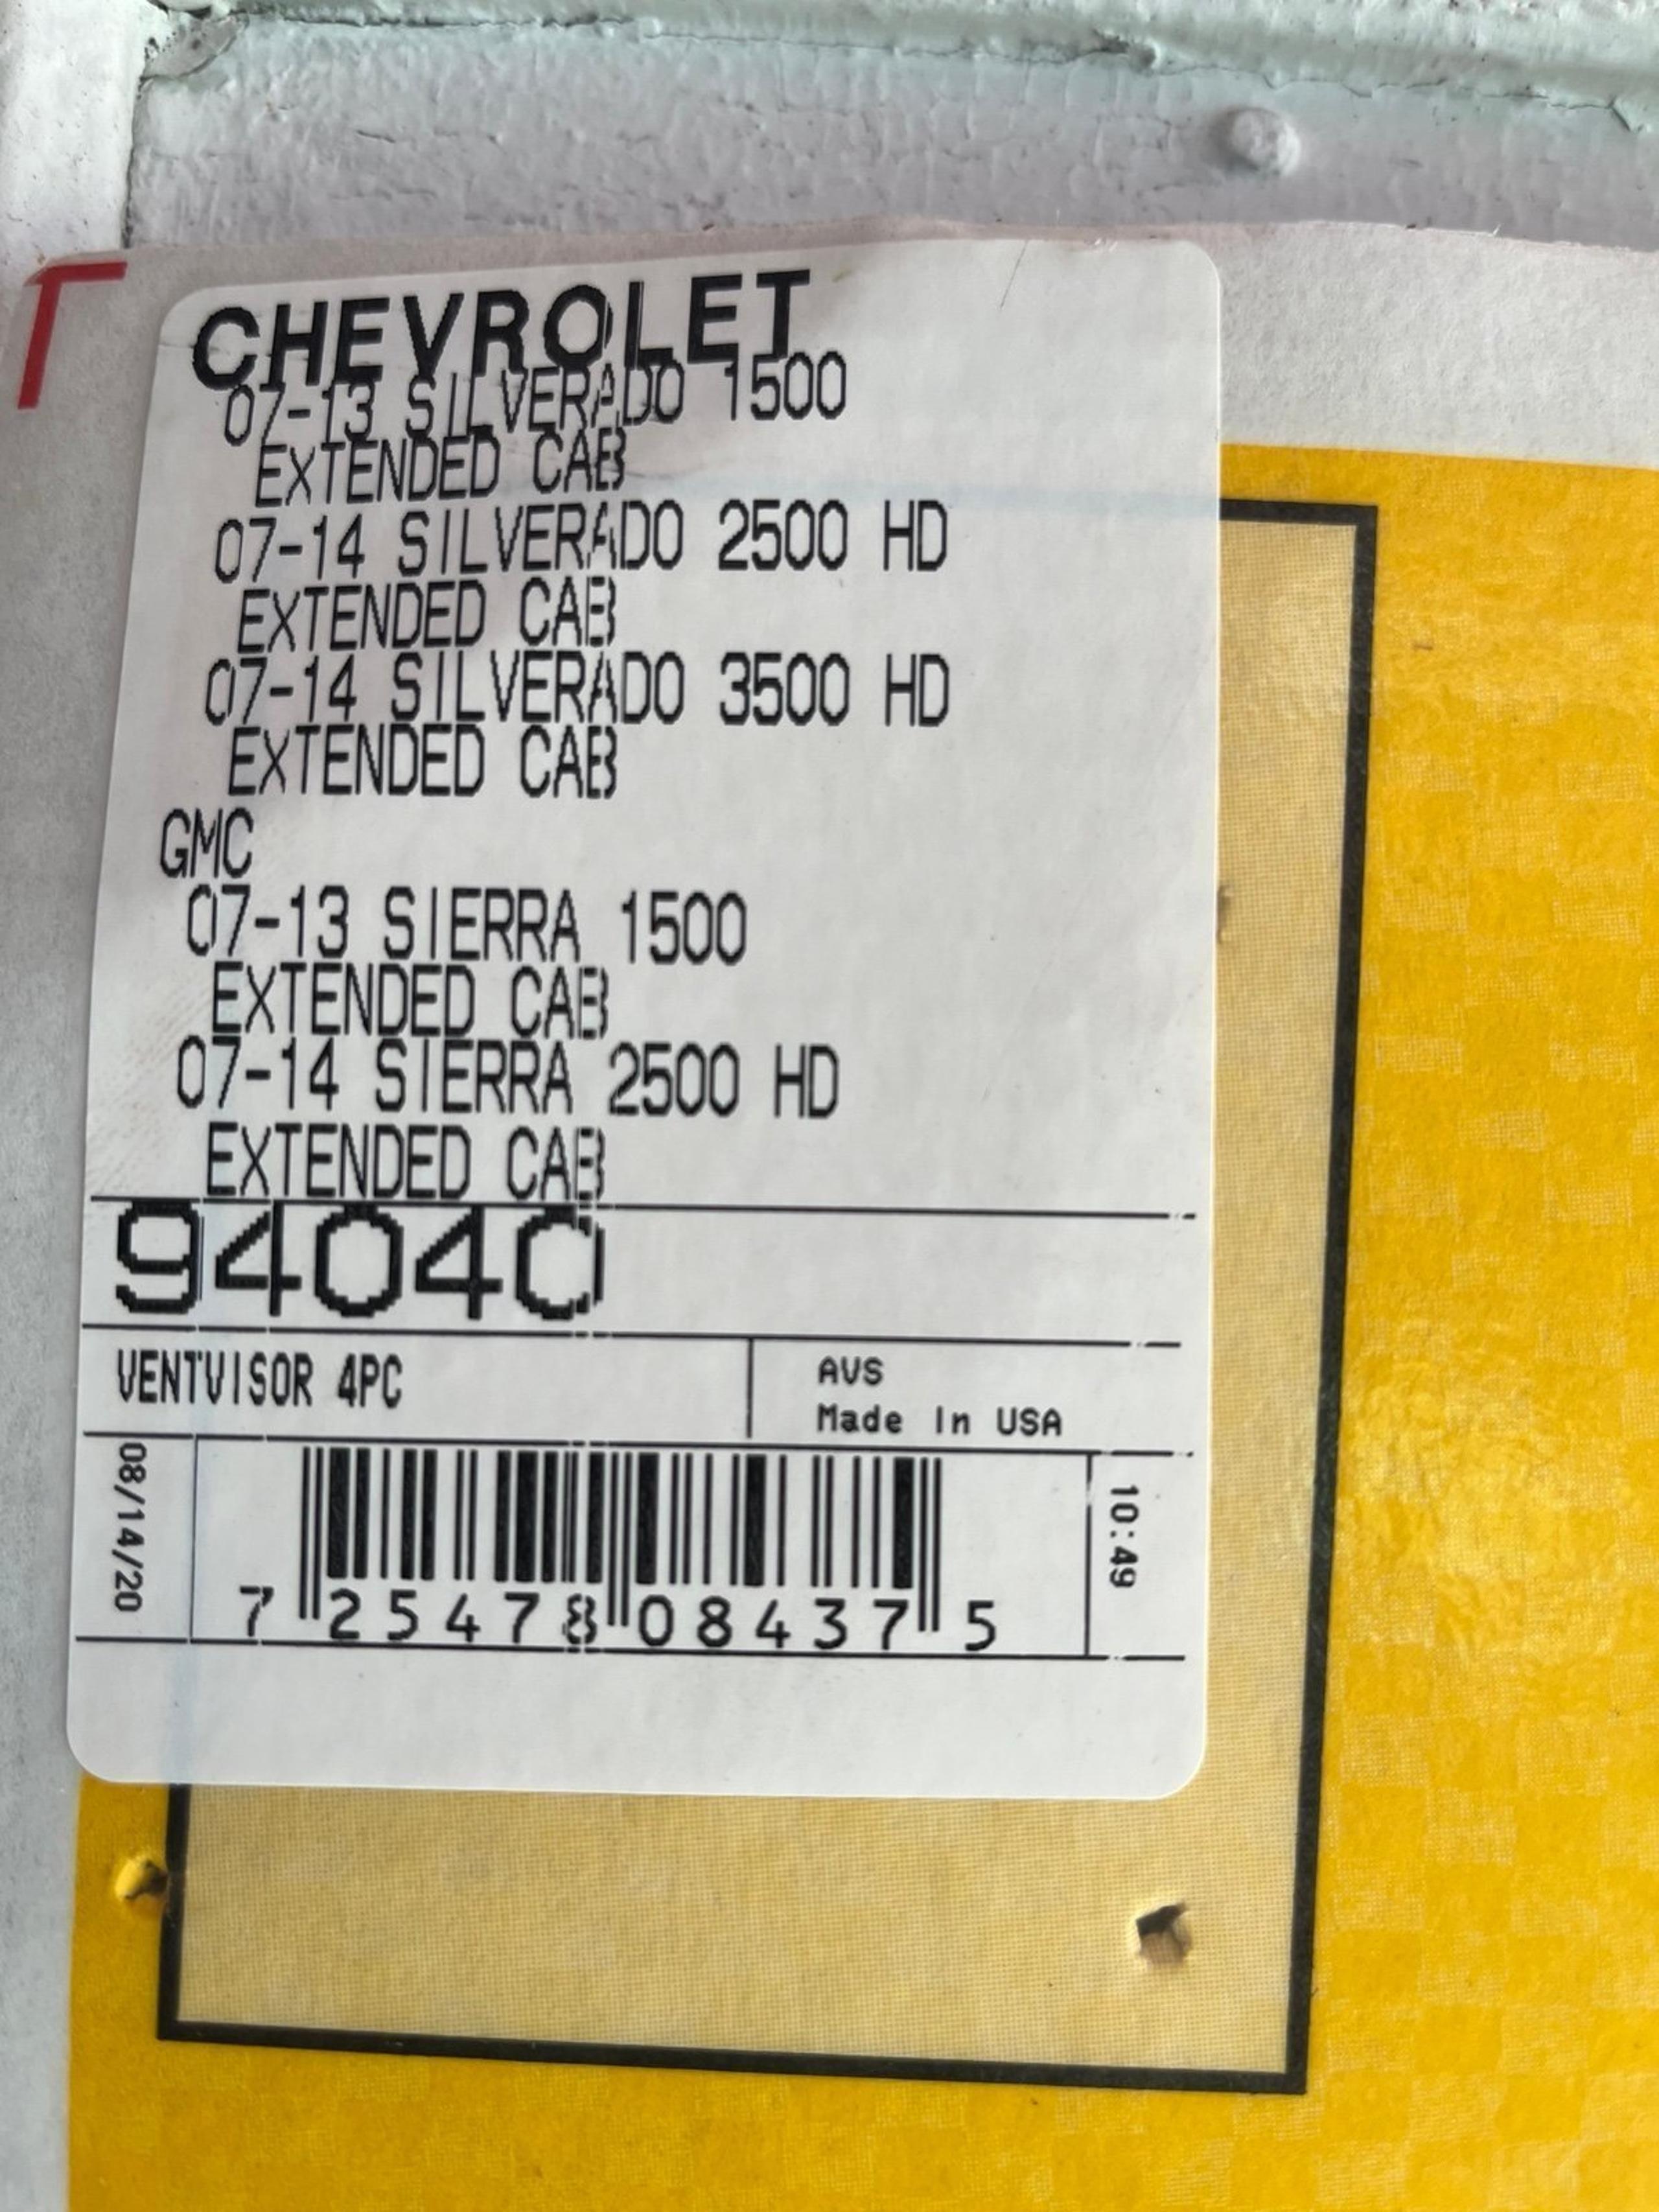 T
CHEVROLET
07-13 SILVERADO 1500
EXTENDED CAB
07-14 SILVERADO 2500 HD
EXTENDED CAB
07-14 SILVERADO 3500 HD
EXTENDED CAB
GMC
07-13 SIERRA 1500
EXTENDED CAB
07-14 SIERRA 2500 HD
EXTENDED CAB
94040
VENTVISOR 4PC
AVS
Made In USA
08/14/20
7 25478 08437 5
10:49